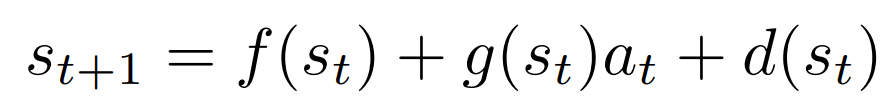 s_{t+1} = f(s_t) + g(s_t)a_t + d(s_t)